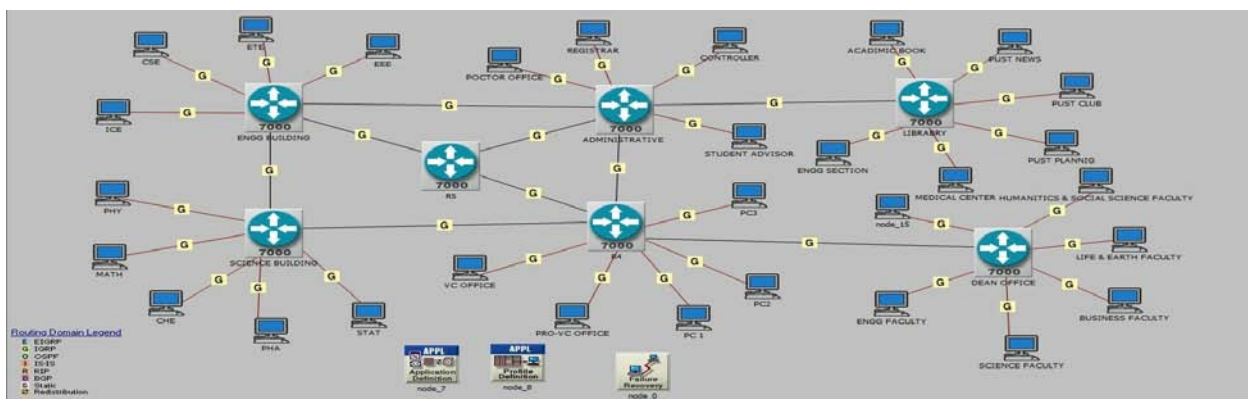 ETE
CSE
EEE
ICE
7000
ENGG BUILDING
REGISTRAR
POCTOR OFFICE
CONTROLLER
7000
ADMINISTRATIVE
STUDENT ADVISOR
ACADIMIC BOOK
PUST NEWS
PUST CLUB
7000
LIBRABRY
ENGG SECTION
PUST PLANNIG
MEDICAL CENTER
HUMANITICS & SOCIAL SCIENCE FACULTY
7000
R5
PHY
MATH
CHE
PHA
STAT
7000
SCIENCE BUILDING
PC3
7000
R4
VC OFFICE
PRO-VC OFFICE
PC 1
PC2
node_15
LIFE & EARTH FACULTY
7000
DEAN OFFICE
BUSINESS FACULTY
ENGG FACULTY
SCIENCE FACULTY
G G G
G
G G G G
G G G
G G
G G
G G G
G
G G G
G G
G G G G
G
G G G G
G G G G
G G G
G G G G
G
Routing Domain Legend
E EIGRP
G IGRP
O OSPF
I IS-IS
R RIP
B BGP
S Static
Redistribution
APPL
Application
Definition
node_7
APPL
Profile
Definition
node_8
Failure
Recovery
node_0